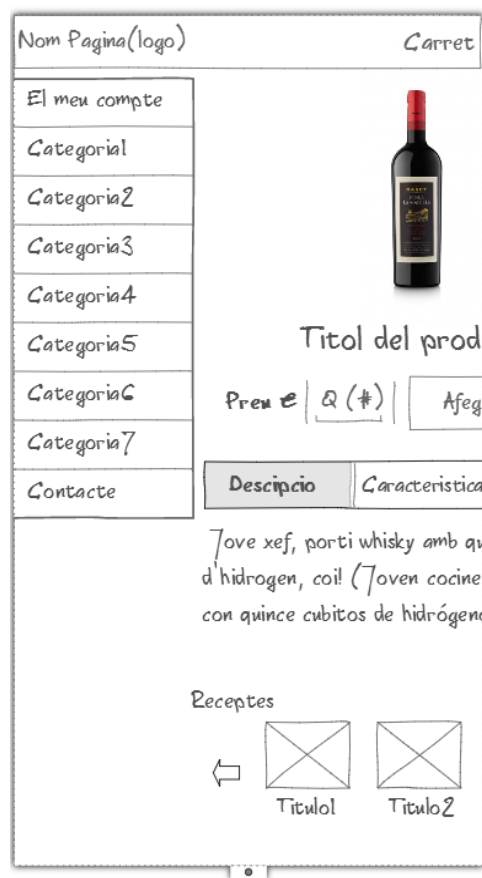 Nom Pagina(logo)
Carret
El meu compte
Categoria1
Categoria2
Categoria3
Categoria4
Categoria5
Categoria6
Categoria7
Contacte
Titol del prod
Preu € | Q (#) | Afeg
Descipcio
Caracteristica
Jove xef, porti whisky amb qu
d'hidrogen, coi! (Joven cocine
con quince cubitos de hidrógeno
Receptes
Titulo1
Titulo2